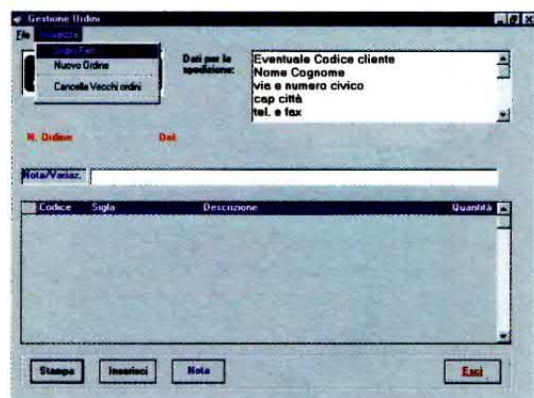 Gestione Ordini
File Visualizza
Ordini Fatti
Nuovo Ordine
Cancella Vecchi ordini
Dati per la
spedizione:
Eventuale Codice cliente
Nome Cognome
via e numero civico
cap città
tel. e fax
N. Ordine Del:
Nota/Variaz.
Codice Sigla Descrizione Quantità
Stampa Inserisci Nota Esci